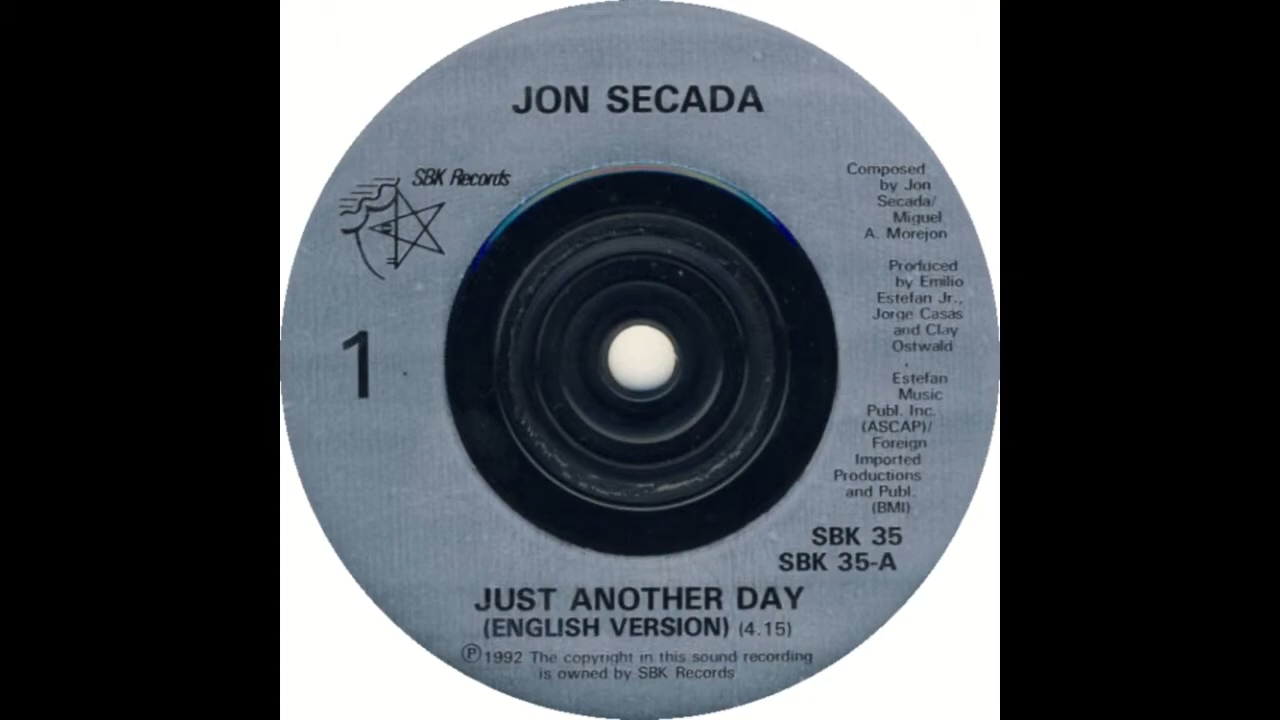 JON SECADA
SBK Records
Composed
by Jon
Secada/
Miguel
A. Morejon
Produced
by Emilio
Estefan Jr.,
Jorge Casas
and Clay
Ostwald
Estefan
Music
Publ. Inc.
(ASCAP)/
Foreign
Imported
Productions
and Publ.
(BMI)
1
SBK 35
SBK 35-A
JUST ANOTHER DAY
(ENGLISH VERSION) (4.15)
℗1992 The copyright in this sound recording
is owned by SBK Records